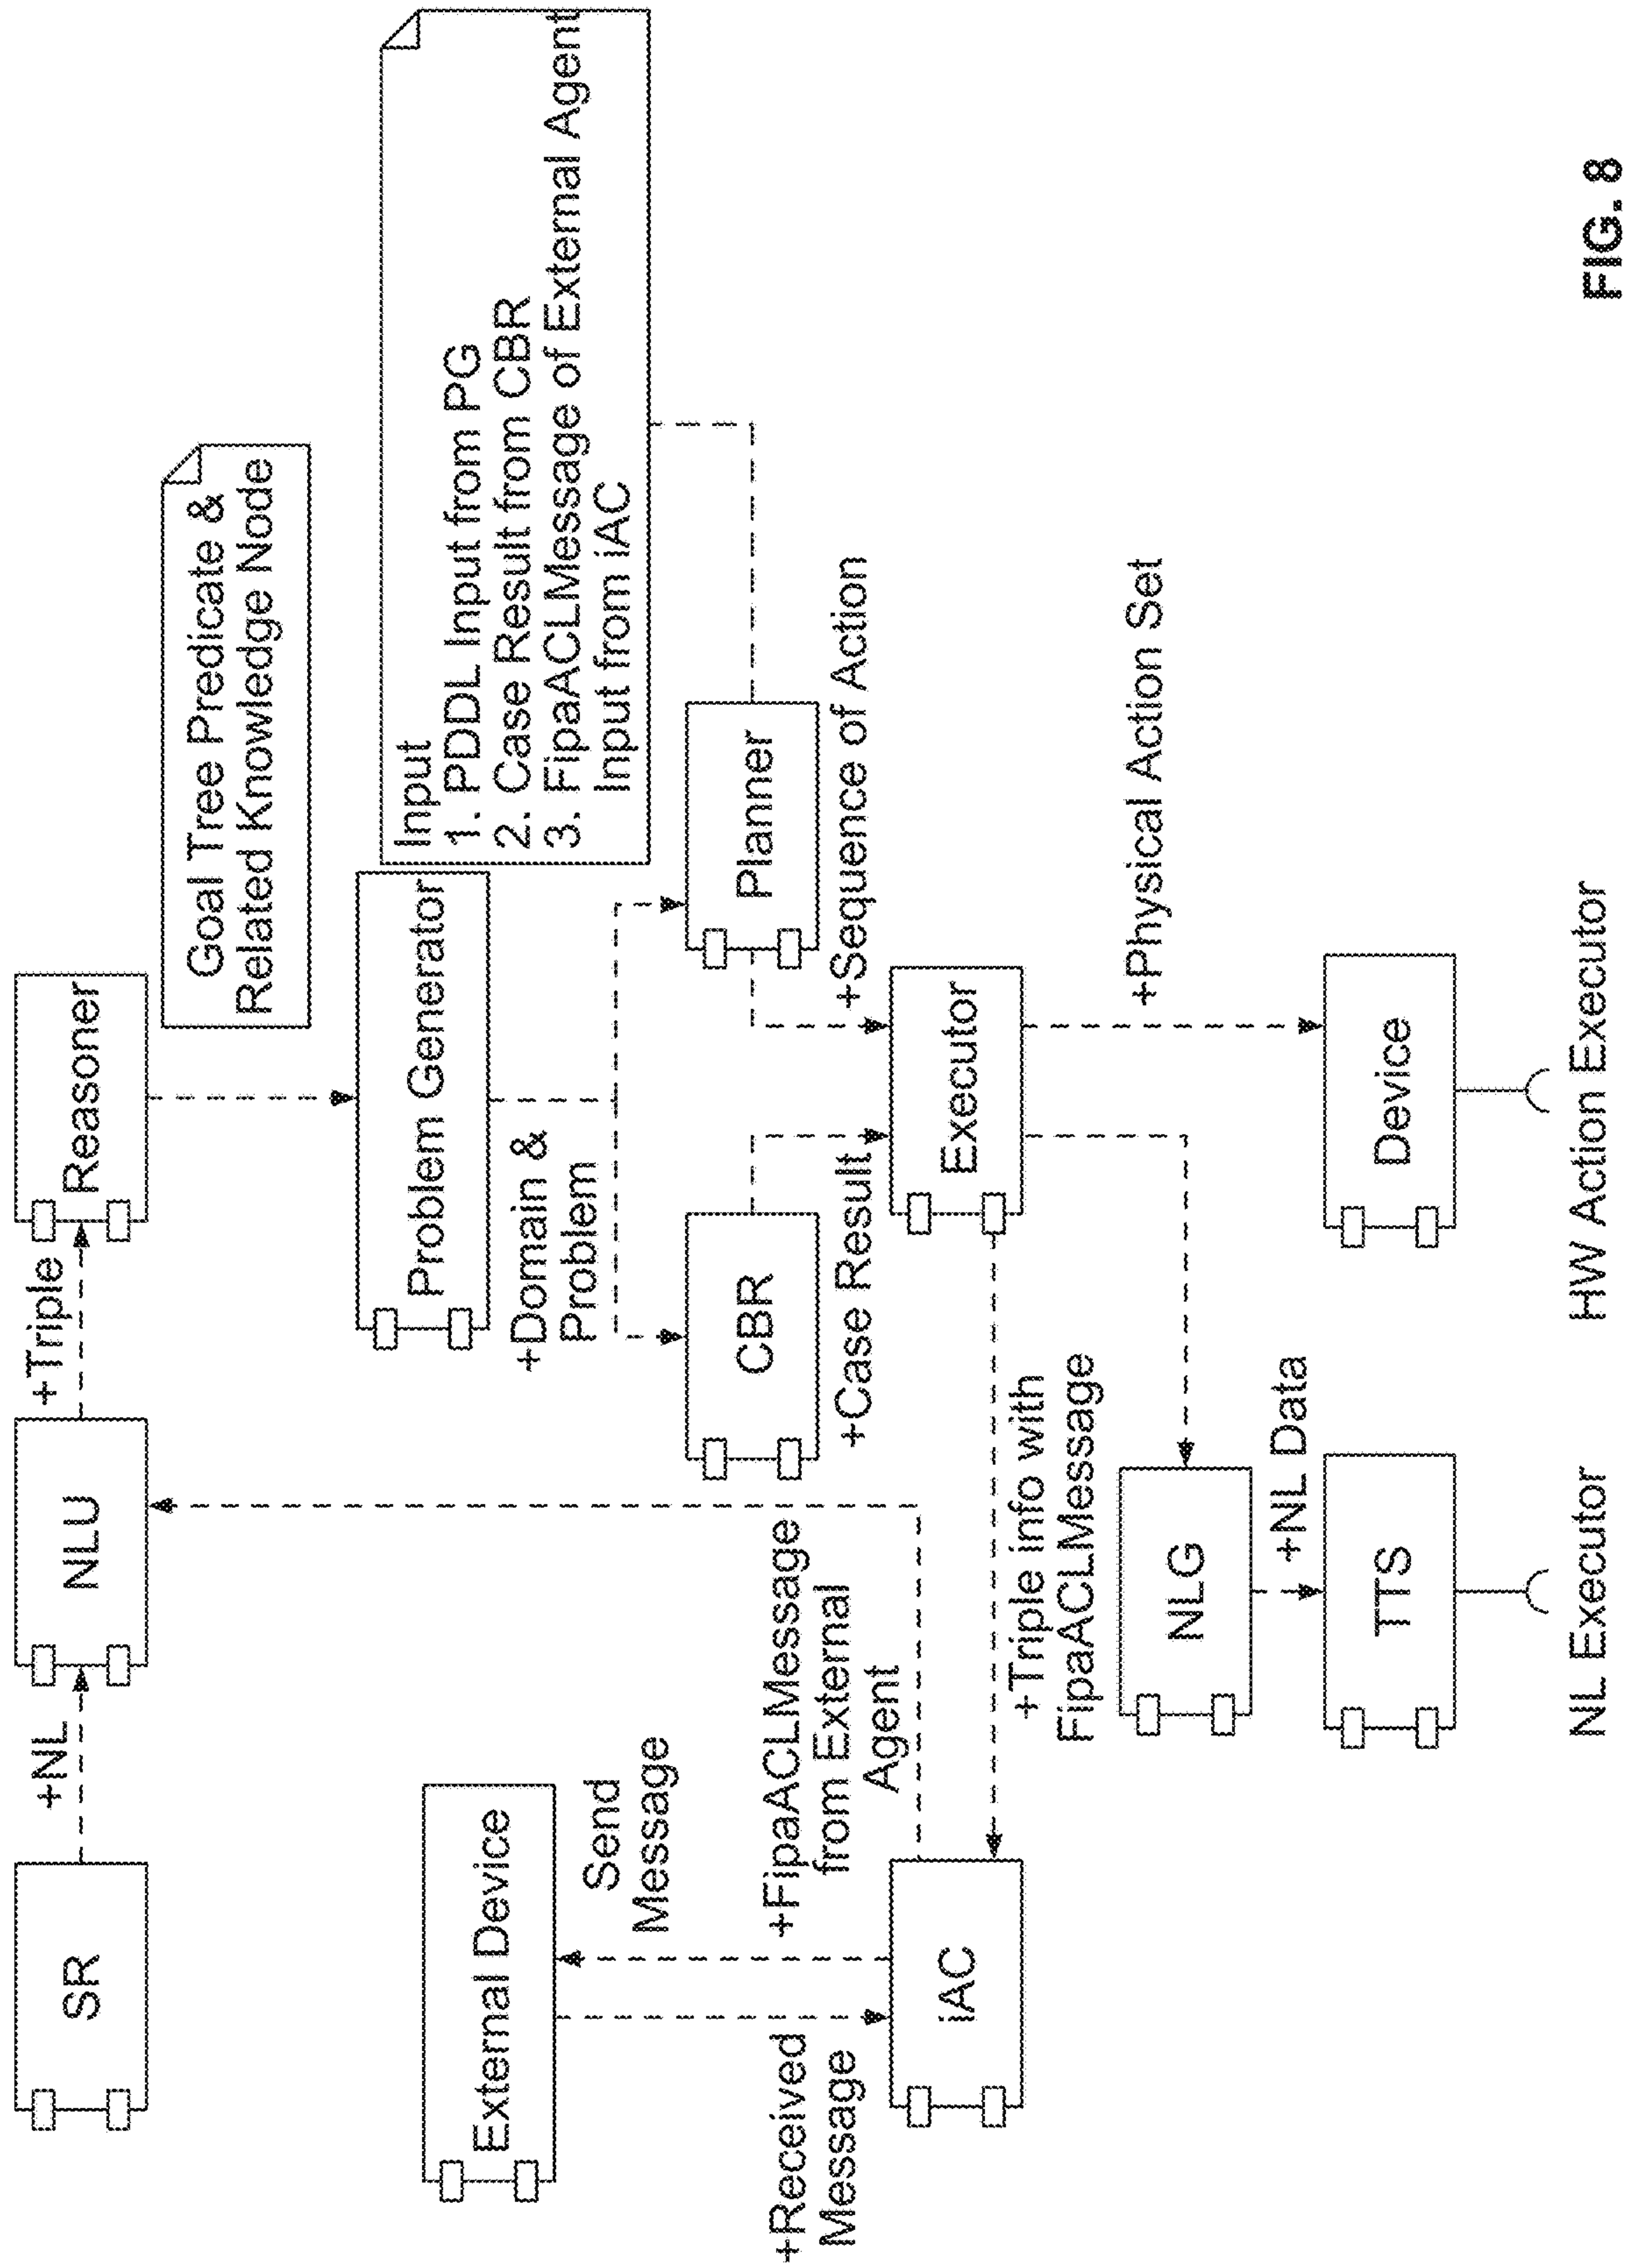 SR
+NL
NLU
+Triple
Reasoner
Goal Tree Predicate &
Related Knowledge Node
Problem Generator
+Domain &
Problem
Input
1. PDDL Input from PG
2. Case Result from CBR
3. FipaACLMessage of External Agent
Input from iAC
External Device
Send
Message
+Received
Message
+FipaACLMessage
from External
Agent
CBR
+Case Result
Planner
+Sequence of Action
iAC
Executor
+Triple info with
FipaACLMessage
+Physical Action Set
NLG
+NL Data
TTS
Device
NL Executor
HW Action Executor
FIG. 8